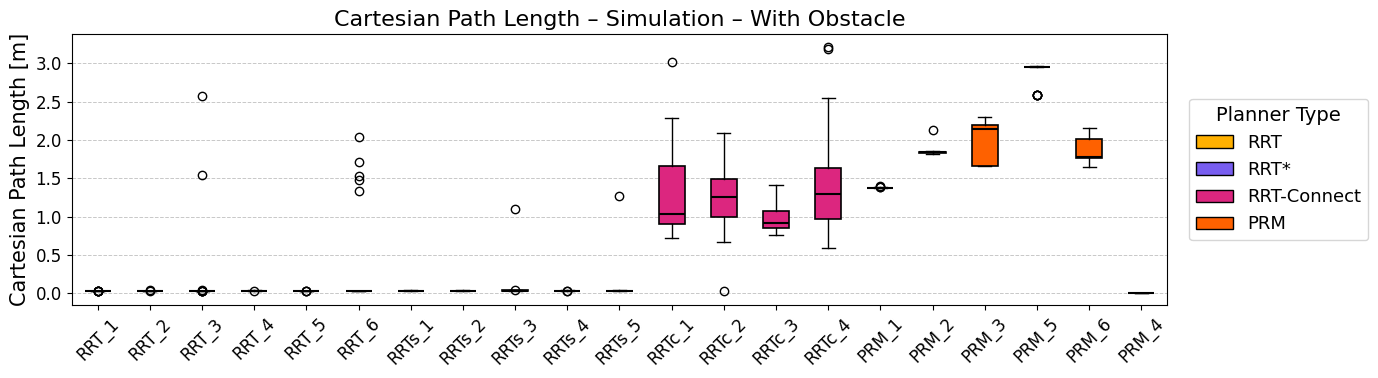 Cartesian Path Length – Simulation – With Obstacle
Cartesian Path Length [m]
3.0
2.5
2.0
1.5
1.0
0.5
0.0
RRT_1
RRT_2
RRT_3
RRT_4
RRT_5
RRT_6
RRTs_1
RRTs_2
RRTs_3
RRTs_4
RRTs_5
RRTc_1
RRTc_2
RRTc_3
RRTc_4
PRM_1
PRM_2
PRM_3
PRM_5
PRM_6
PRM_4
Planner Type
RRT
RRT*
RRT-Connect
PRM